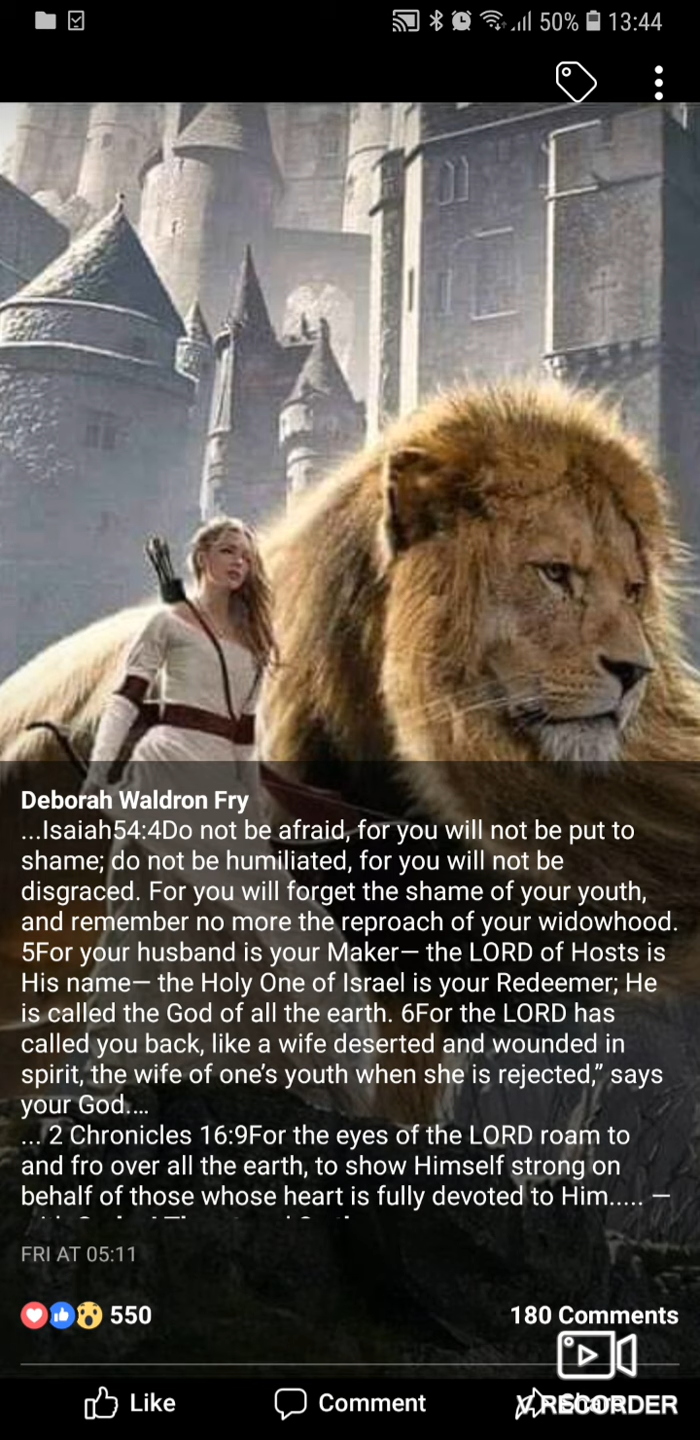 50% 13:44
Deborah Waldron Fry
...Isaiah54:4Do not be afraid, for you will not be put to
shame; do not be humiliated, for you will not be
disgraced. For you will forget the shame of your youth,
and remember no more the reproach of your widowhood.
5For your husband is your Maker— the LORD of Hosts is
His name— the Holy One of Israel is your Redeemer; He
is called the God of all the earth. 6For the LORD has
called you back, like a wife deserted and wounded in
spirit, the wife of one’s youth when she is rejected,” says
your God.…
... 2 Chronicles 16:9For the eyes of the LORD roam to
and fro over all the earth, to show Himself strong on
behalf of those whose heart is fully devoted to Him..... —
FRI AT 05:11
550 180 Comments
Like Comment
V.RECORDER